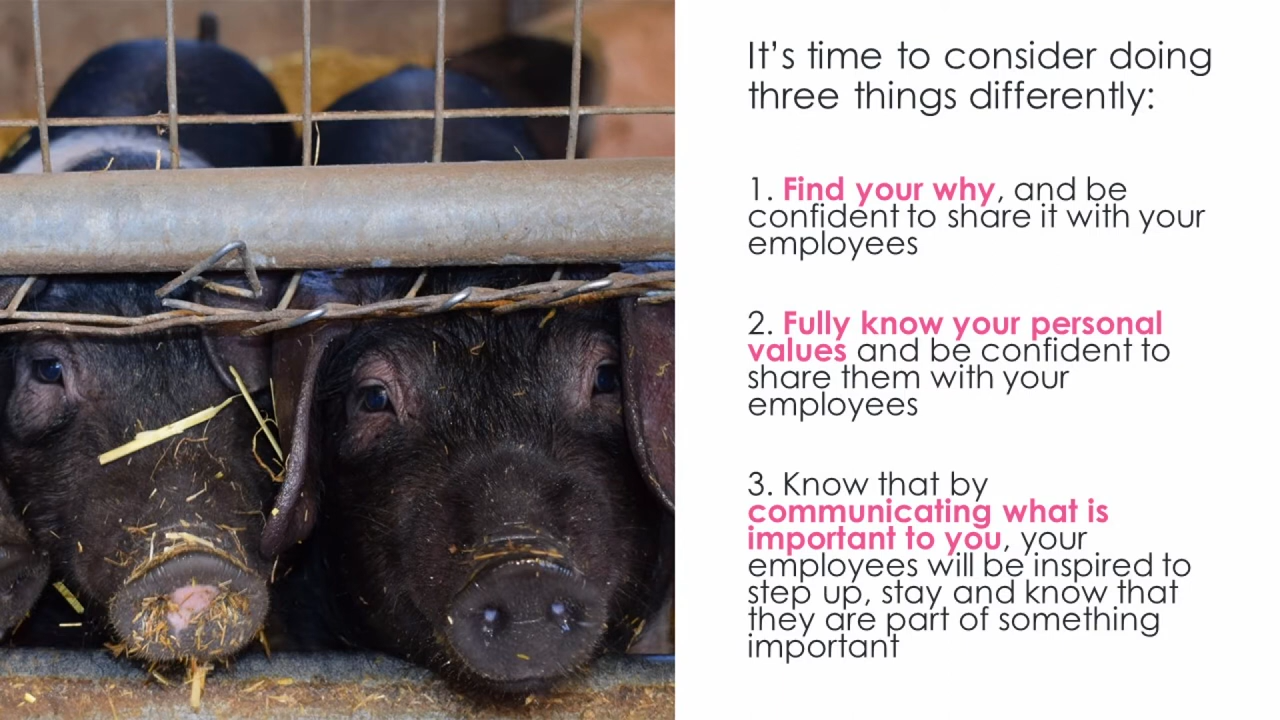 It’s time to consider doing
three things differently:
1. Find your why, and be
confident to share it with your
employees
2. Fully know your personal
values and be confident to
share them with your
employees
3. Know that by
communicating what is
important to you, your
employees will be inspired to
step up, stay and know that
they are part of something
important